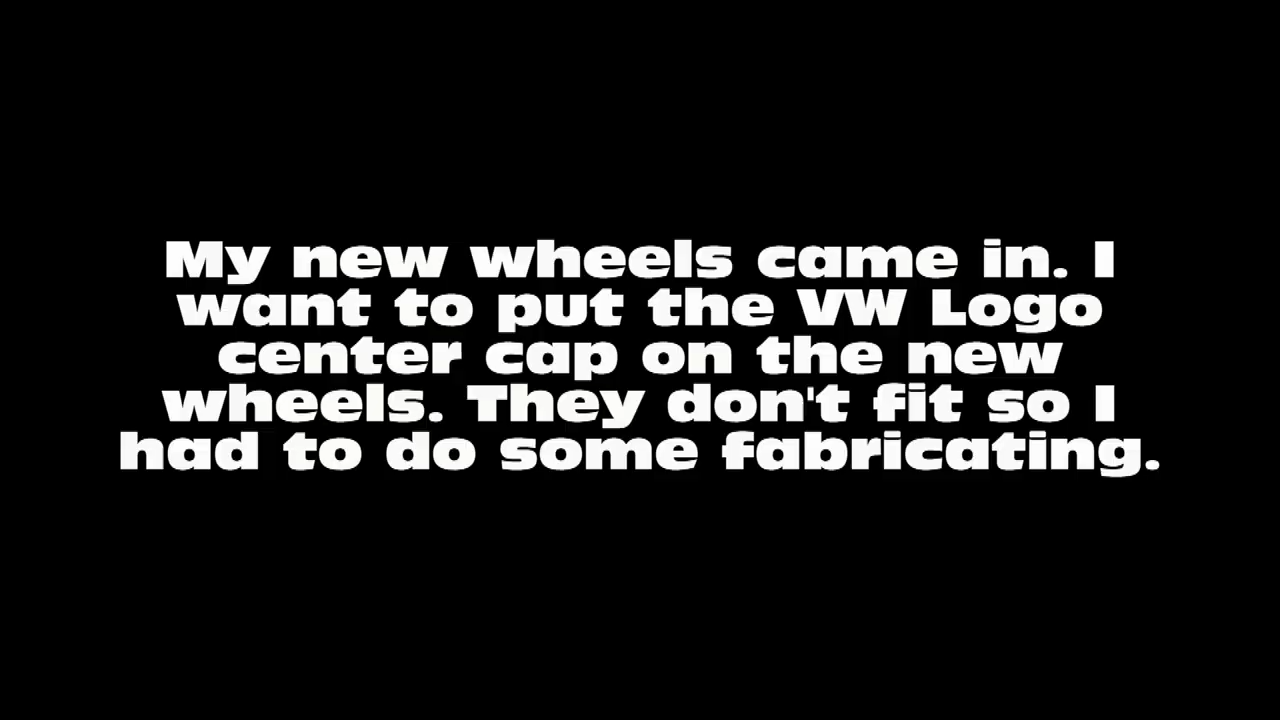 My new wheels came in. I
want to put the VW Logo
center cap on the new
wheels. They don't fit so I
had to do some fabricating.